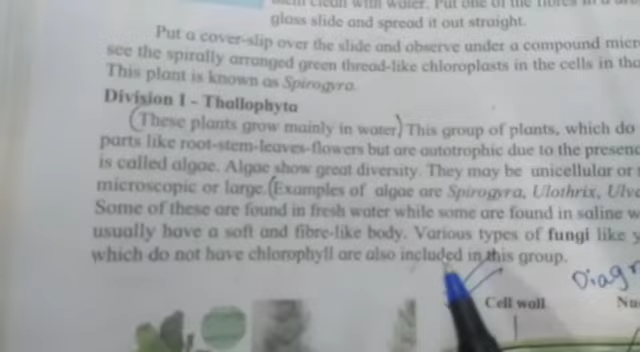 glass slide and spread it out straight.
Put a cover-slip over the slide and observe under a compound
see the spirally arranged green thread-like chloroplasts in the cells in
This plant is known as Spirogyra.
Division I - Thallophyta
(These plants grow mainly in water) This group of plants, which do
parts like root-stem-leaves-flowers but are autotrophic due to the
is called algae. Algae show great diversity. They may be unicellular or
microscopic or large. (Examples of algae are Spirogyra, Ulothrix,
Some of these are found in fresh water while some are found in saline
usually have a soft and fibre-like body. Various types of fungi like
which do not have chlorophyll are also included in this group.
Cell wall